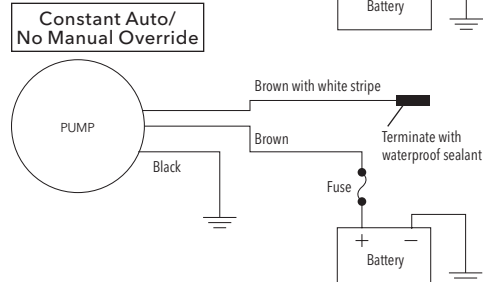 Battery
Constant Auto/
No Manual Override
Brown with white stripe
PUMP
Brown
Terminate with
waterproof sealant
Black
Fuse
+ −
Battery